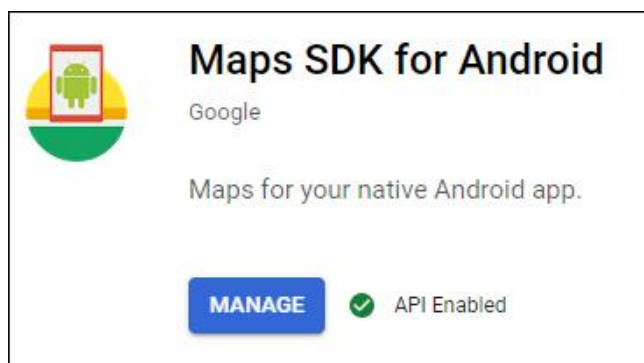 Maps SDK for Android
Google
Maps for your native Android app.
MANAGE API Enabled